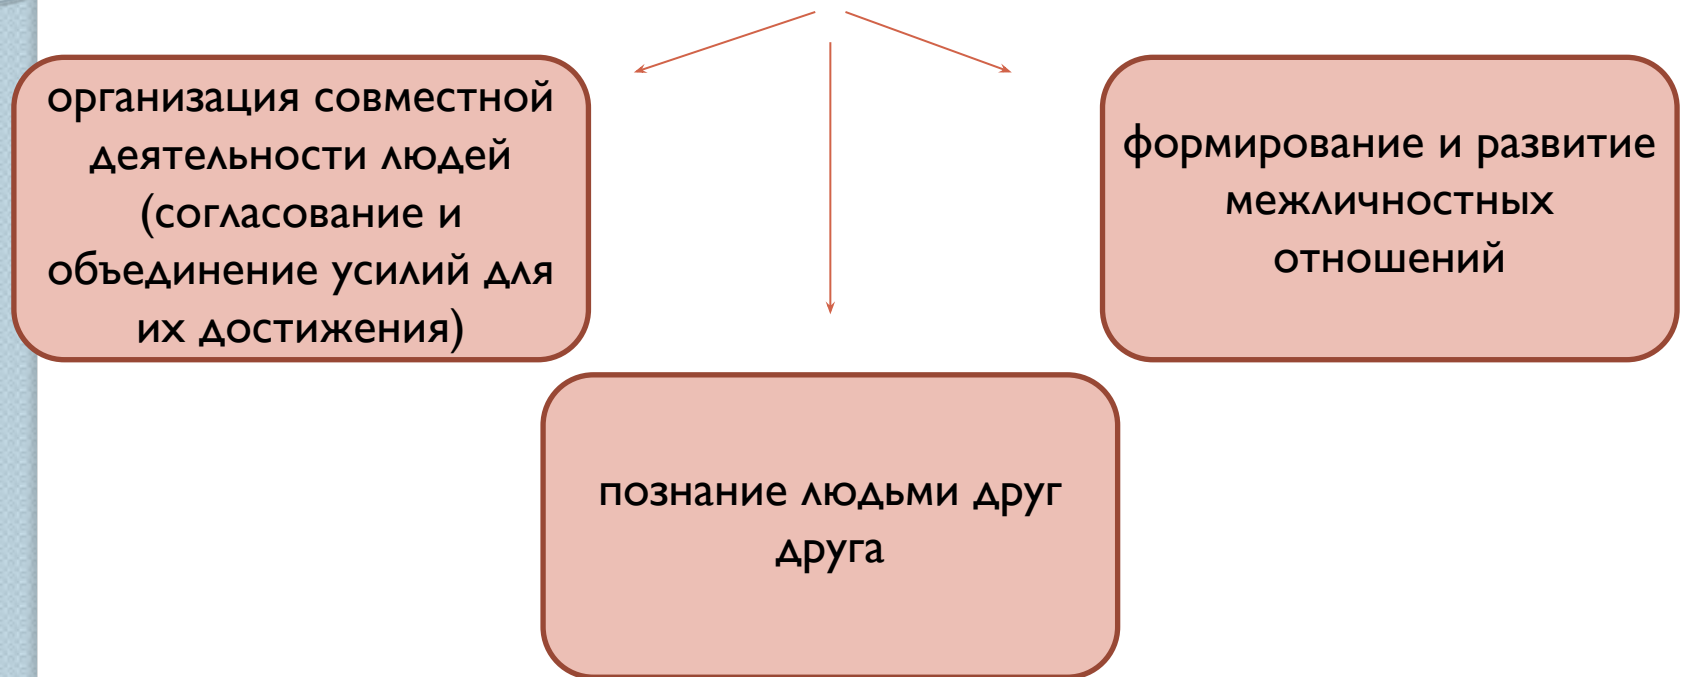 организация совместной
деятельности людей
(согласование и
объединение усилий для
их достижения)
формирование и развитие
межличностных
отношений
познание людьми друг
друга